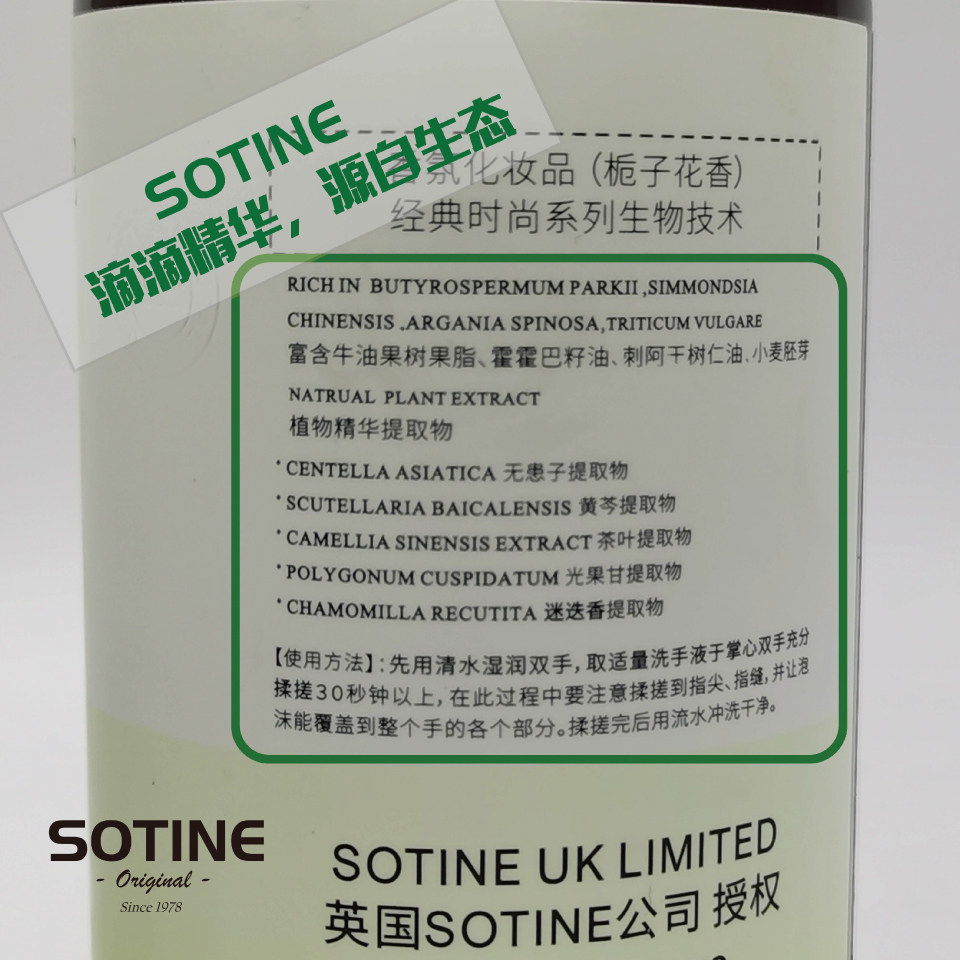 SOTINE
滴滴精华，源自生态
香氛化妆品（栀子花香）
经典时尚系列生物技术
RICH IN BUTYROSPERMUM PARKII ,SIMMONDSIA
CHINENSIS ,ARGANIA SPINOSA,TRITICUM VULGARE
富含牛油果树果脂、霍霍巴籽油、刺阿干树仁油、小麦胚芽
NATRUAL PLANT EXTRACT
植物精华提取物
·CENTELLA ASIATICA 无患子提取物
·SCUTELLARIA BAICALENSIS 黄芩提取物
·CAMELLIA SINENSIS EXTRACT 茶叶提取物
·POLYGONUM CUSPIDATUM 光果甘提取物
·CHAMOMILLA RECUTITA 迷迭香提取物
【使用方法】：先用清水湿润双手，取适量洗手液于掌心双手充分
揉搓30秒钟以上，在此过程中要注意揉搓到指尖、指缝，并让泡
沫能覆盖到整个手的各个部分。揉搓完后用流水冲洗干净。
SOTINE UK LIMITED
英国SOTINE公司 授权
SOTINE
- Original -
Since 1978